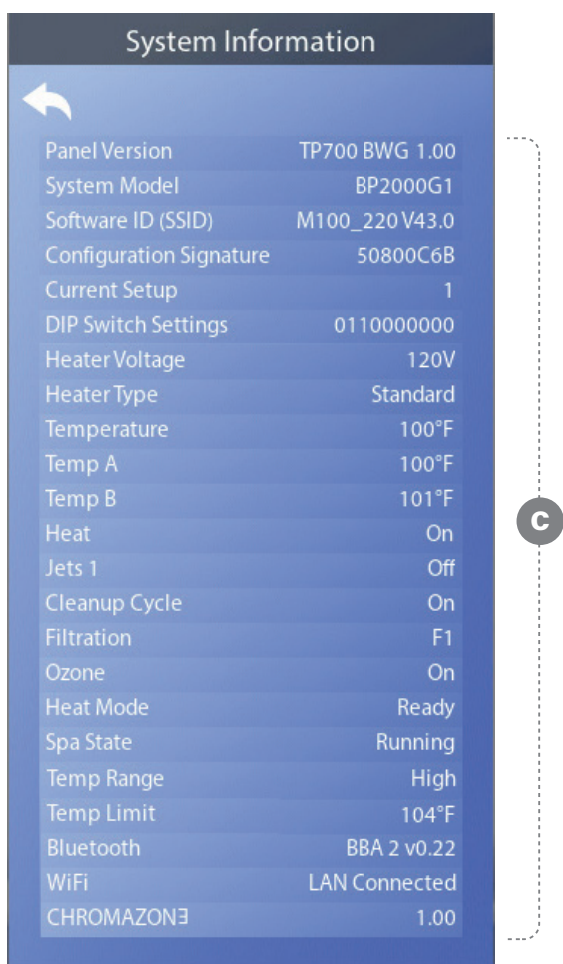 System Information
Panel Version TP700 BWG 1.00
System Model BP2000G1
Software ID (SSID) M100_220 V43.0
Configuration Signature 50800C6B
Current Setup 1
DIP Switch Settings 0110000000
Heater Voltage 120V
Heater Type Standard
Temperature 100°F
Temp A 100°F
Temp B 101°F
Heat On
Jets 1 Off
Cleanup Cycle On
Filtration F1
Ozone On
Heat Mode Ready
Spa State Running
Temp Range High
Temp Limit 104°F
Bluetooth BBA 2 v0.22
WiFi LAN Connected
CHROMAZONƎ 1.00
C